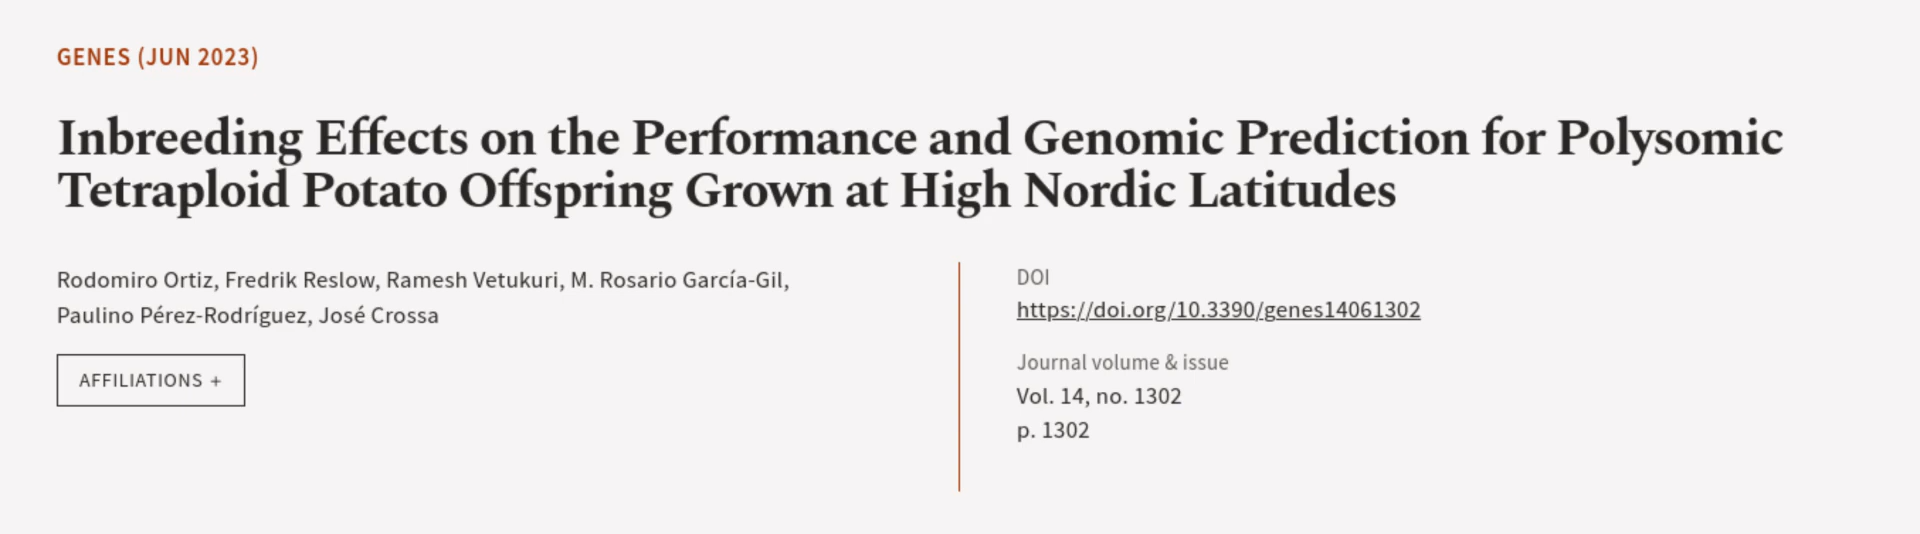 GENES (JUN 2023)
Inbreeding Effects on the Performance and Genomic Prediction for Polysomic
Tetraploid Potato Offspring Grown at High Nordic Latitudes
Rodomiro Ortiz, Fredrik Reslow, Ramesh Vetukuri, M. Rosario García-Gil,
Paulino Pérez-Rodríguez, José Crossa
AFFILIATIONS +
DOI
https://doi.org/10.3390/genes14061302
Journal volume & issue
Vol. 14, no. 1302
p. 1302